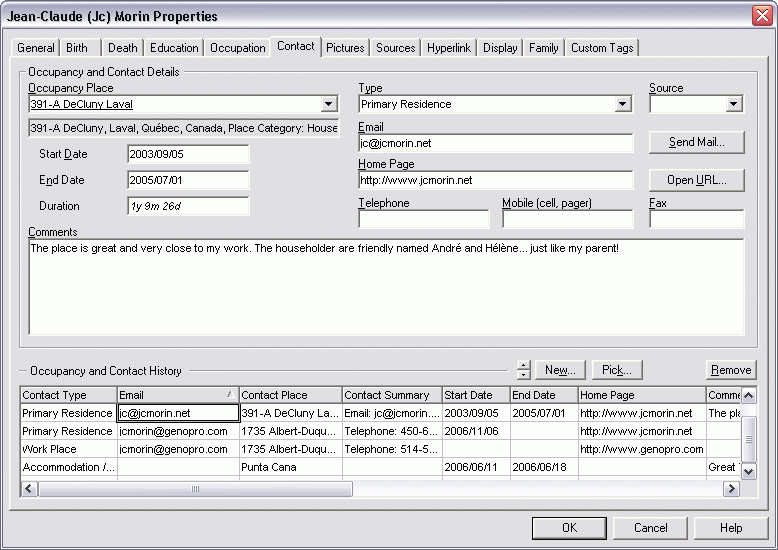 Jean-Claude (Jc) Morin Properties
General Birth Death Education Occupation Contact Pictures Sources Hyperlink Display Family Custom Tags
Occupancy and Contact Details
Occupancy Place Type Source
391-A DeCluny Laval Primary Residence
391-A DeCluny, Laval, Québec, Canada, Place Category: House
Email
Start Date 2003/09/05 jc@jcmorin.net Send Mail...
Home Page
End Date 2005/07/01 http://www.jcmorin.net Open URL...
Duration 1y 9m 26d Telephone Mobile (cell, pager) Fax
Comments
The place is great and very close to my work. The householder are friendly named André and Hélène... just like my parent!
Occupancy and Contact History New... Pick... Remove
Contact Type Email Contact Place Contact Summary Start Date End Date Home Page Comme
Primary Residence jc@jcmorin.net 391-A DeCluny La... Email: jc@jcmorin.... 2003/09/05 2005/07/01 http://www.jcmorin.net The pla
Primary Residence jcmorin@genopro.com 1735 Albert-Duqu... Telephone: 450-6... 2006/11/06 http://www.jcmorin.net
Work Place jcmorin@genopro.com 1735 Albert-Duqu... Telephone: 514-5... http://www.genopro.com
Accommodation /... Punta Cana 2006/06/11 2006/06/18 Great
OK Cancel Help